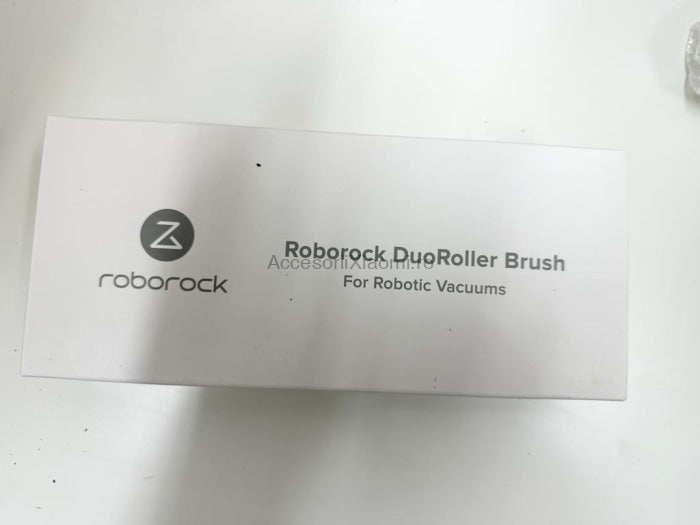 roborock
Roborock DuoRoller Brush
AccesoriiXiaomi.ro
For Robotic Vacuums